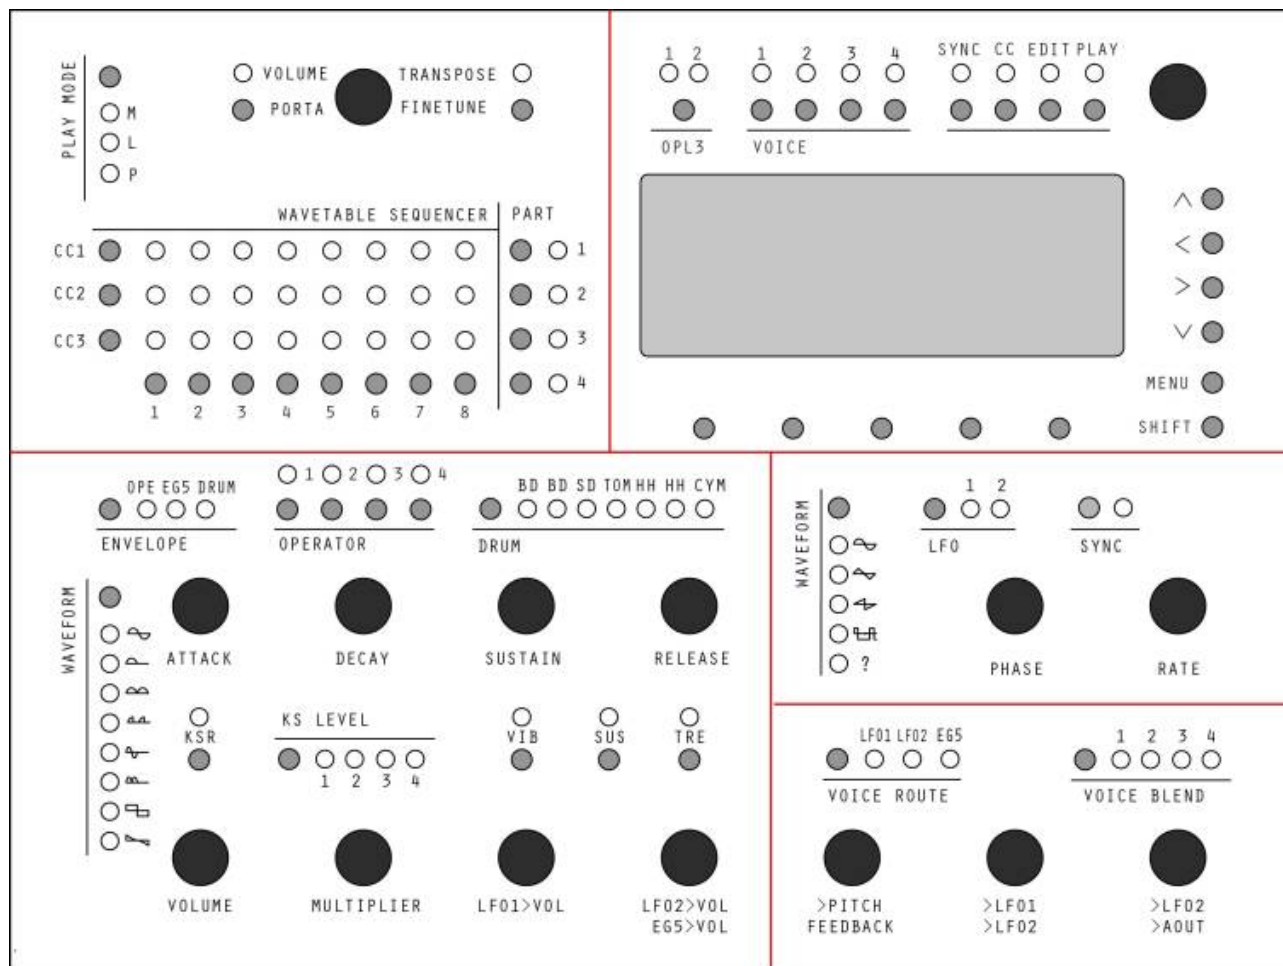 PLAY MODE
M
L
P
VOLUME
PORTA
TRANSPOSE
FINETUNE
WAVETABLE SEQUENCER
PART
CC1
CC2
CC3
1 2 3 4 5 6 7 8
1
2
3
4
1 2
OPL3
1 2 3 4
VOICE
SYNC CC EDIT PLAY
^
<
>
V
MENU
SHIFT
OPE EG5 DRUM
ENVELOPE
1 2 3 4
OPERATOR
BD BD SD TOM HH HH CYM
DRUM
WAVEFORM
ATTACK
DECAY
SUSTAIN
RELEASE
KSR
KS LEVEL
1 2 3 4
VIB
SUS
TRE
VOLUME
MULTIPLIER
LFO1>VOL
LFO2>VOL
EG5>VOL
WAVEFORM
?
1 2
LFO
SYNC
PHASE
RATE
LFO1 LFO2 EG5
VOICE ROUTE
1 2 3 4
VOICE BLEND
>PITCH
FEEDBACK
>LFO1
>LFO2
>LFO2
>AOUT